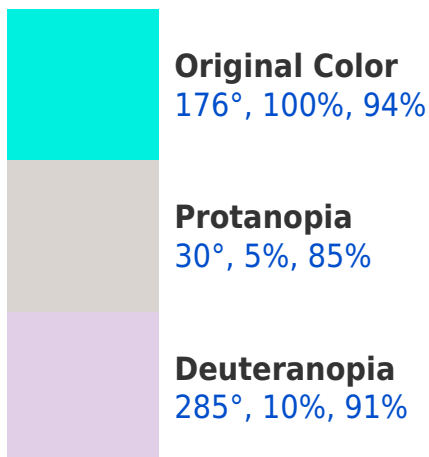 Original Color
176°, 100%, 94%
Protanopia
30°, 5%, 85%
Deuteranopia
285°, 10%, 91%